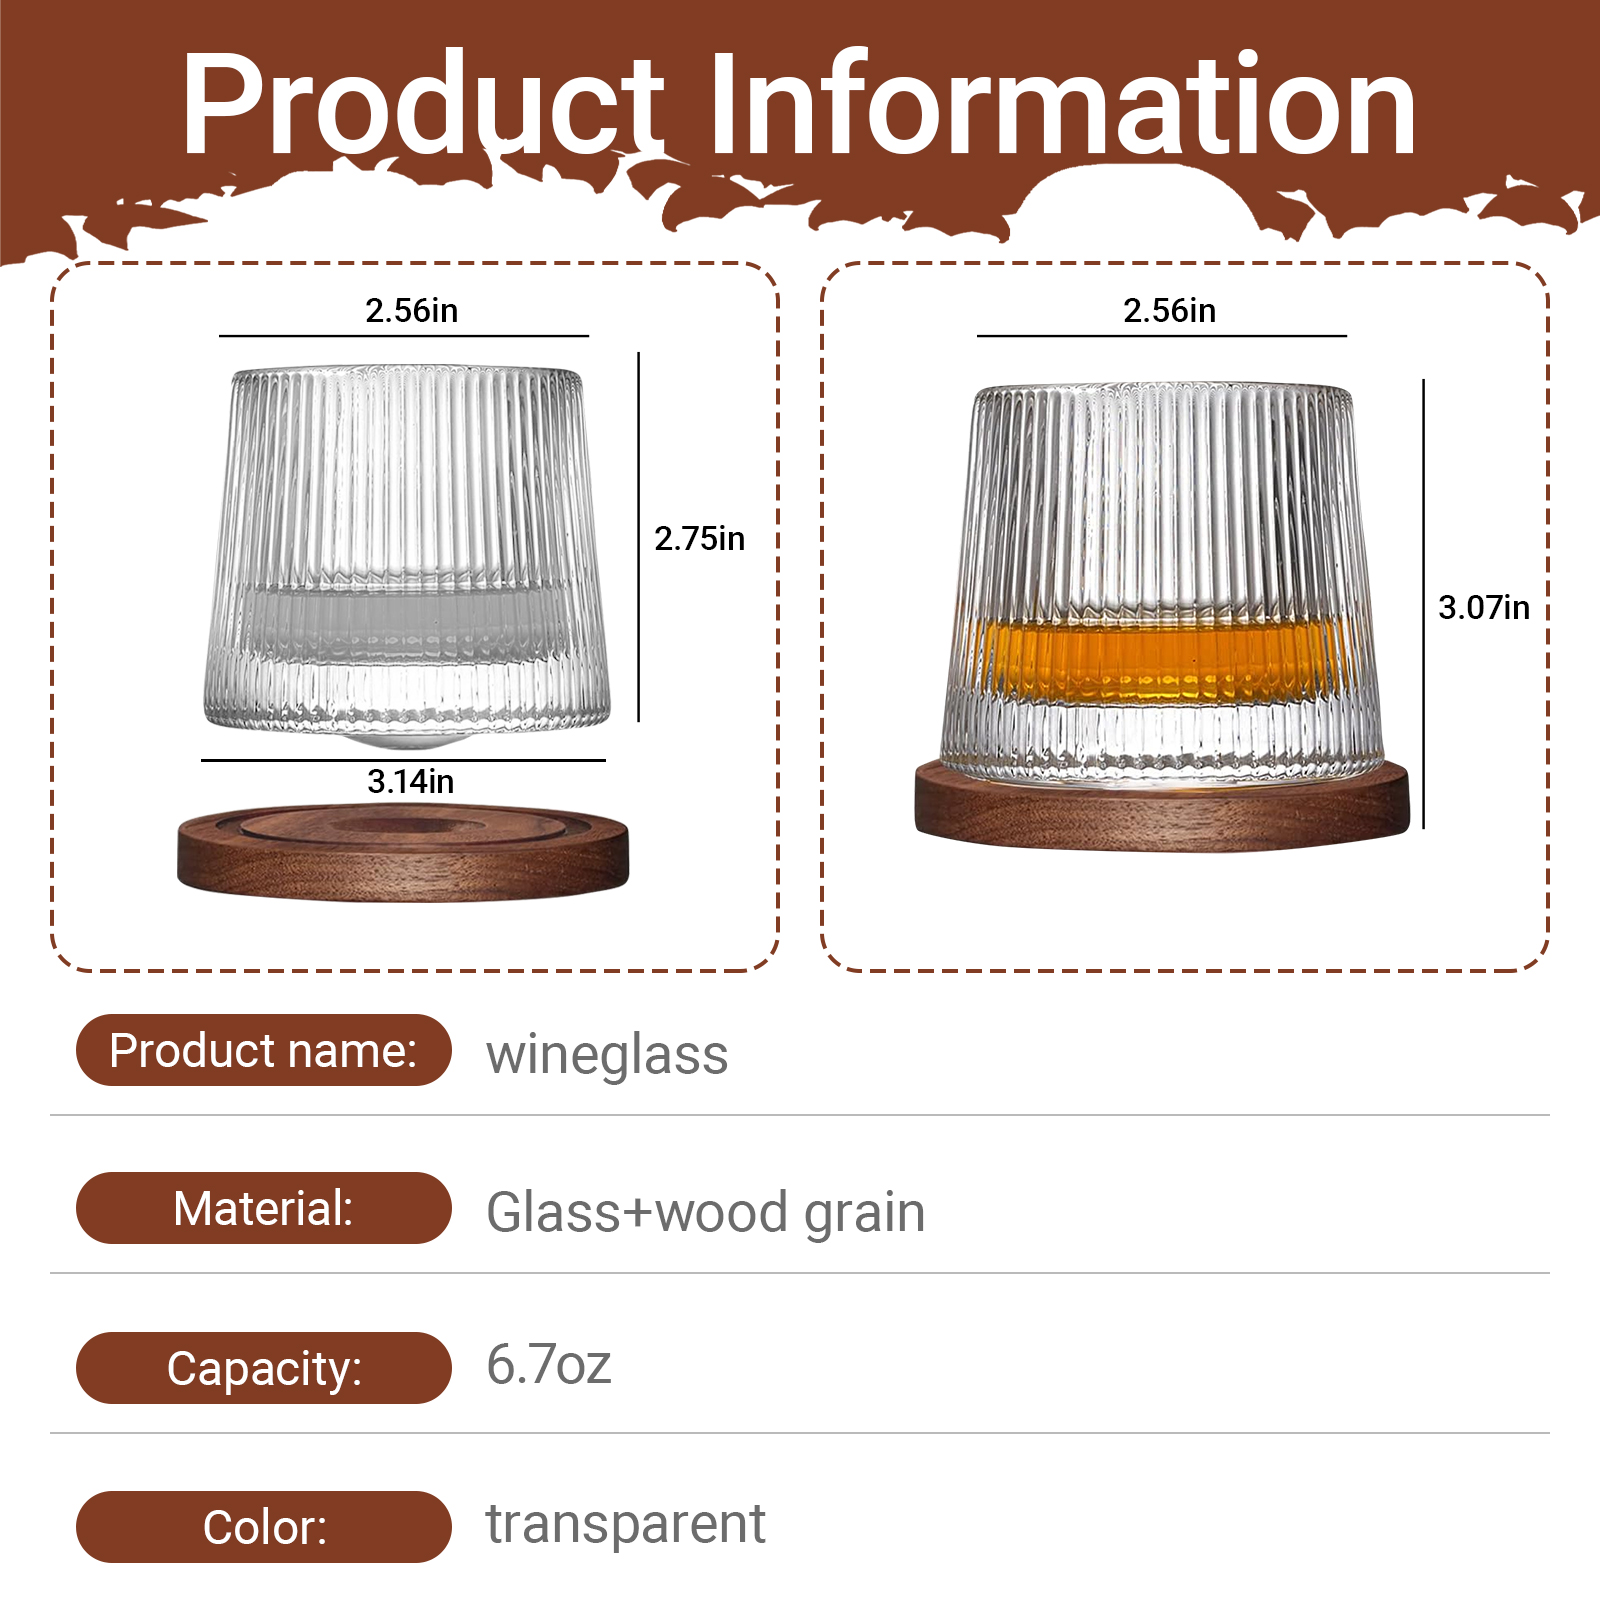 Product Information
2.56in
2.75in
3.14in
2.56in
3.07in
Product name: wineglass
Material: Glass+wood grain
Capacity: 6.7oz
Color: transparent